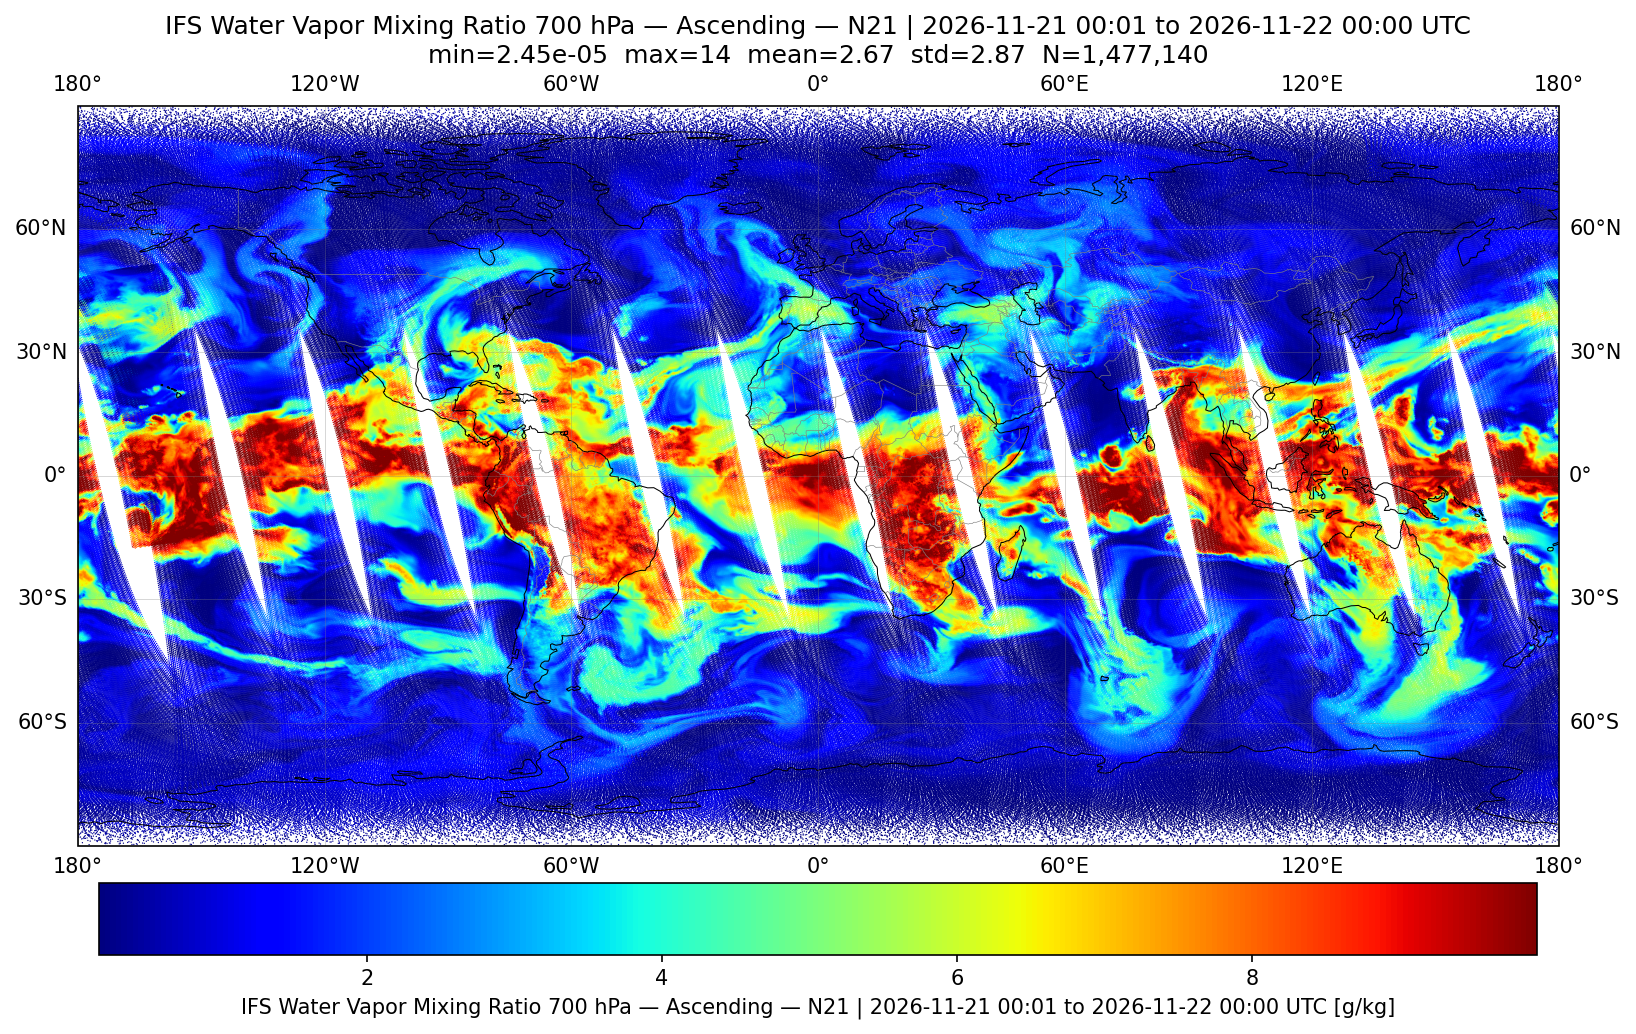 IFS Water Vapor Mixing Ratio 700 hPa — Ascending — N21 | 2026-11-21 00:01 to 2026-11-22 00:00 UTC
min=2.45e-05  max=14  mean=2.67  std=2.87  N=1,477,140
180° 120°W 60°W 0° 60°E 120°E 180°
60°N 60°N
30°N 30°N
0° 0°
30°S 30°S
60°S 60°S
180° 120°W 60°W 0° 60°E 120°E 180°
2 4 6 8
IFS Water Vapor Mixing Ratio 700 hPa — Ascending — N21 | 2026-11-21 00:01 to 2026-11-22 00:00 UTC [g/kg]